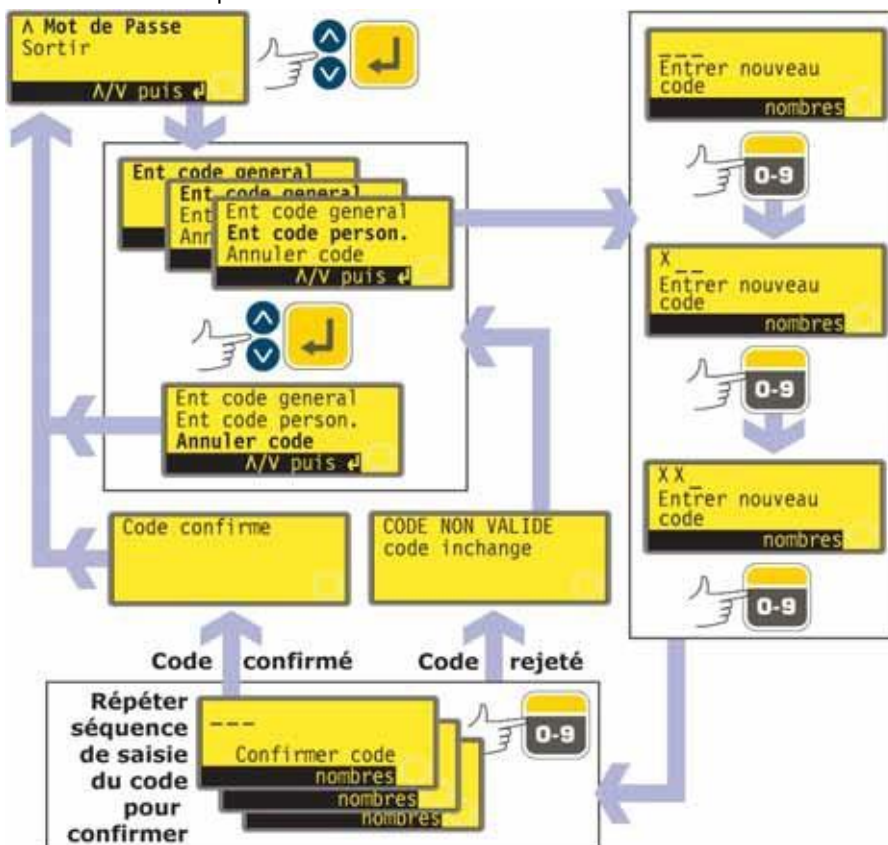 Λ Mot de Passe
Sortir
Λ/V puis ↵
Ent code general
Ent code general
Ent
Ann
Ent code general
Ent code person.
Annuler code
Λ/V puis ↵
Ent code general
Ent code person.
Annuler code
Λ/V puis ↵
Code confirme
CODE NON VALIDE
code inchange
Code confirmé
Code rejeté
Répéter
séquence
de saisie
du code
pour
confirmer
_ _ _
Confirmer code
nombres
nombres
nombres
0-9
_ _ _
Entrer nouveau
code
nombres
0-9
X _ _
Entrer nouveau
code
nombres
0-9
X X _
Entrer nouveau
code
nombres
0-9